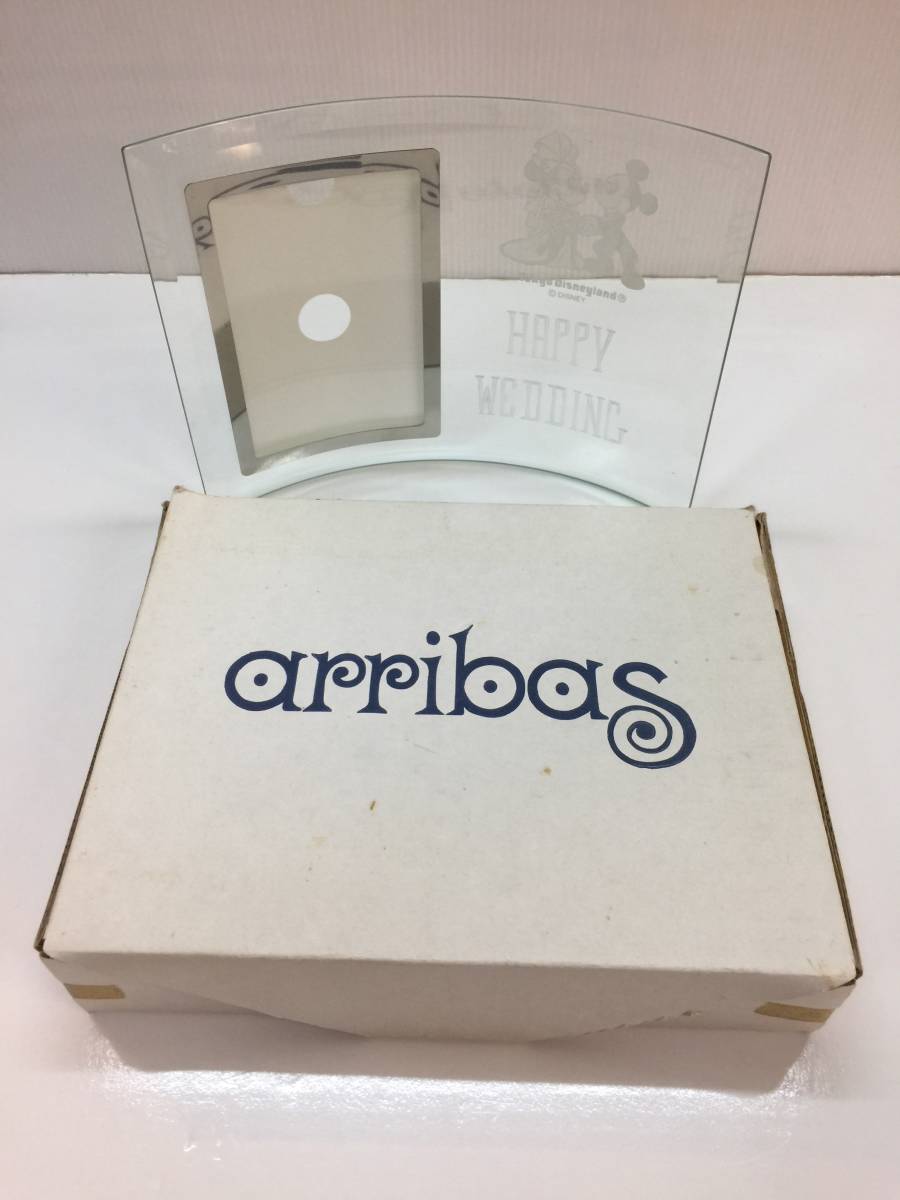 Tokyo Disneyland®
© DISNEY
HAPPY
WEDDING
arribas